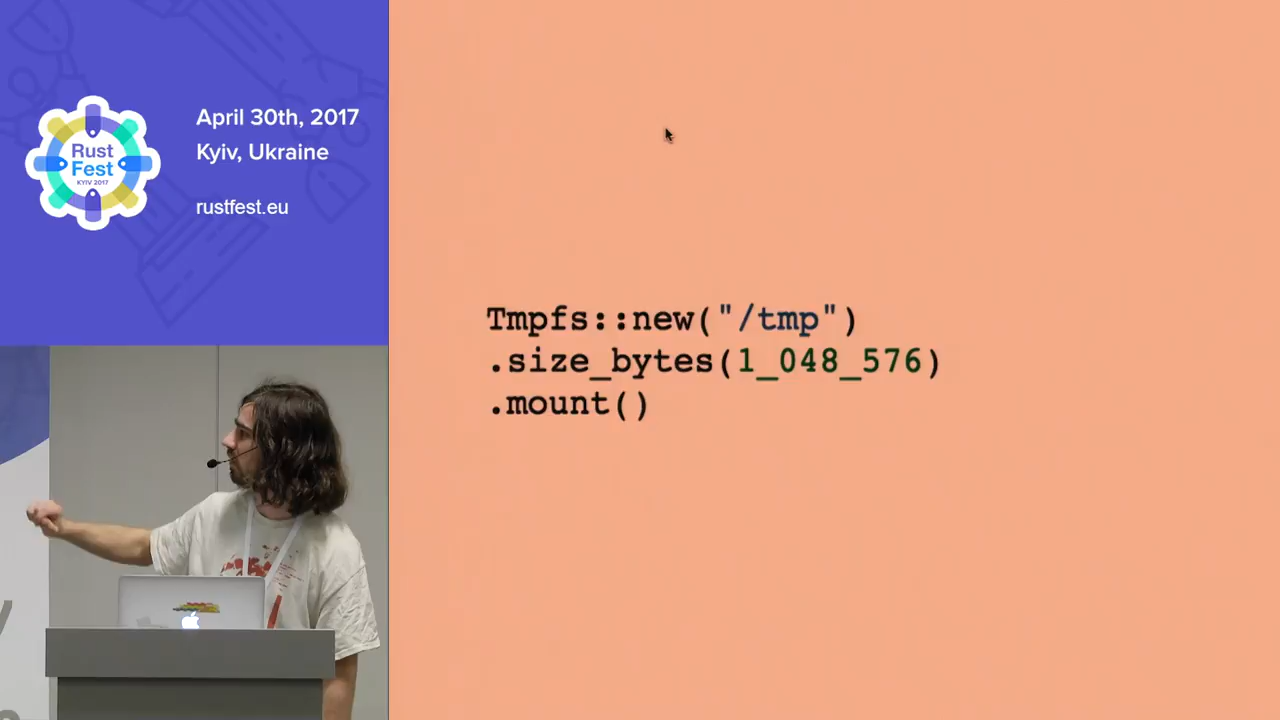 Rust
Fest
KYIV 2017
April 30th, 2017
Kyiv, Ukraine
rustfest.eu
Tmpfs::new("/tmp")
.size_bytes(1_048_576)
.mount()